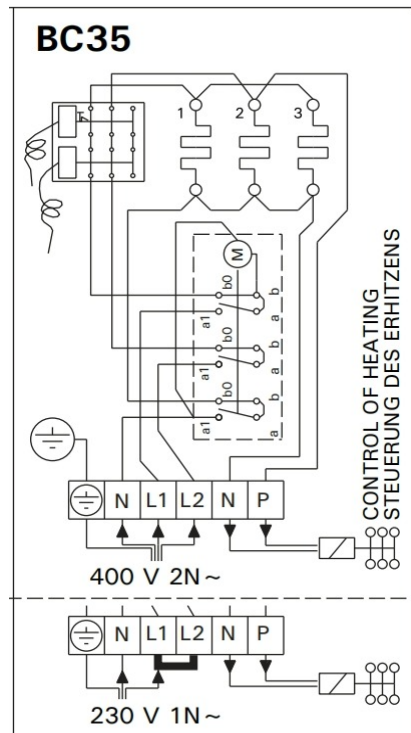 BC35
1 2 3
M
b0 b
a1 a
b0 b
a1 a
b0 b
a1 a
CONTROL OF HEATING
STEUERUNG DES ERHITZENS
N L1 L2 N P
400 V 2N ~
N L1 L2 N P
230 V 1N ~